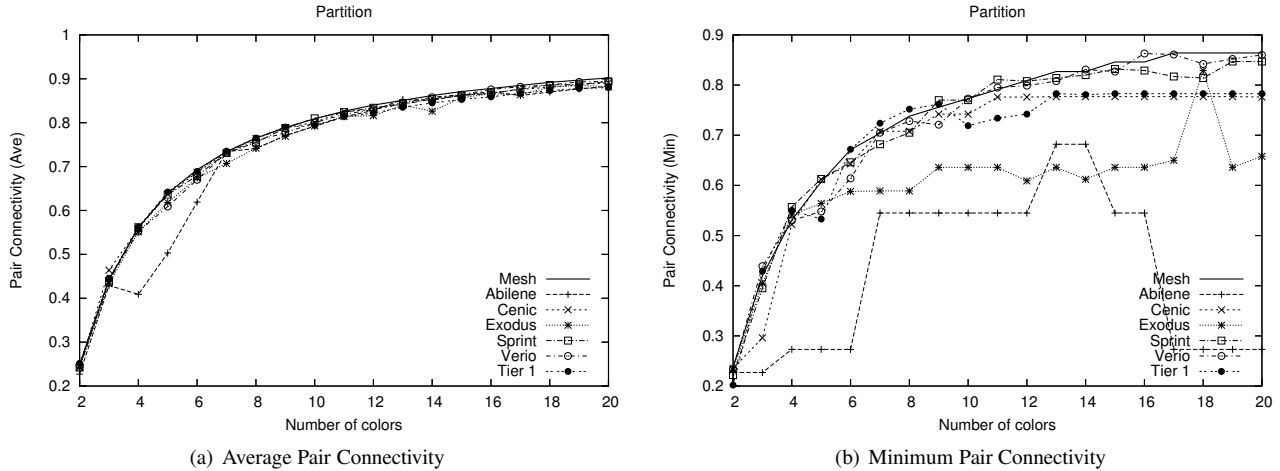 Partition
1
0.9
0.8
0.7
0.6
0.5
0.4
0.3
0.2
Pair Connectivity (Ave)
Mesh
Abilene
Cenic
Exodus
Sprint
Verio
Tier 1
2 4 6 8 10 12 14 16 18 20
Number of colors
(a) Average Pair Connectivity
Partition
0.9
0.8
0.7
0.6
0.5
0.4
0.3
0.2
Pair Connectivity (Min)
Mesh
Abilene
Cenic
Exodus
Sprint
Verio
Tier 1
2 4 6 8 10 12 14 16 18 20
Number of colors
(b) Minimum Pair Connectivity